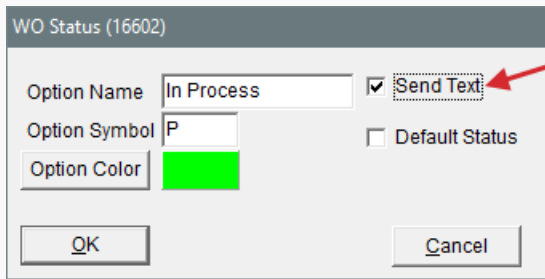 WO Status (16602)
Option Name In Process Send Text
Option Symbol P Default Status
Option Color
OK Cancel